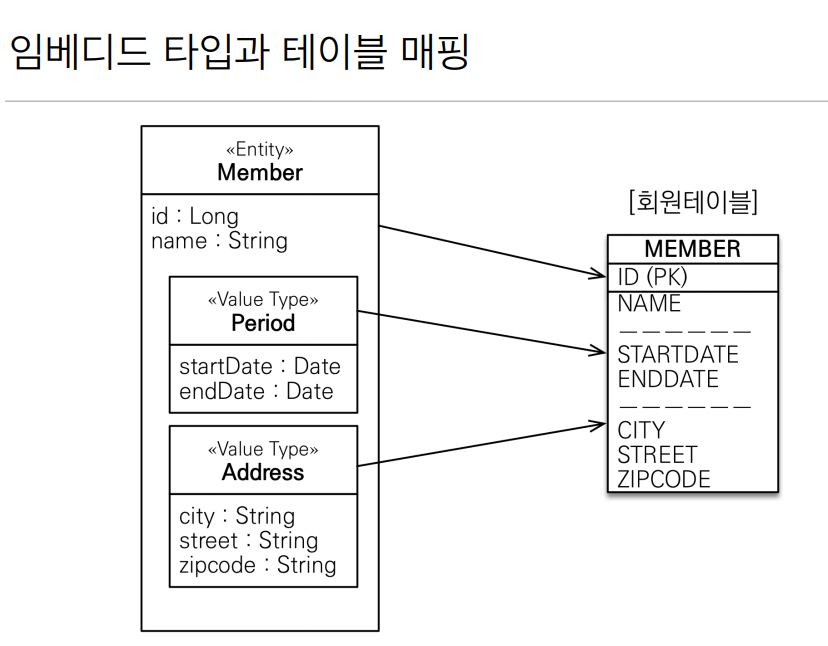 임베디드 타입과 테이블 매핑
«Entity»
Member
id : Long
name : String
«Value Type»
Period
startDate : Date
endDate : Date
«Value Type»
Address
city : String
street : String
zipcode : String
[회원테이블]
MEMBER
ID (PK)
NAME
STARTDATE
ENDDATE
CITY
STREET
ZIPCODE